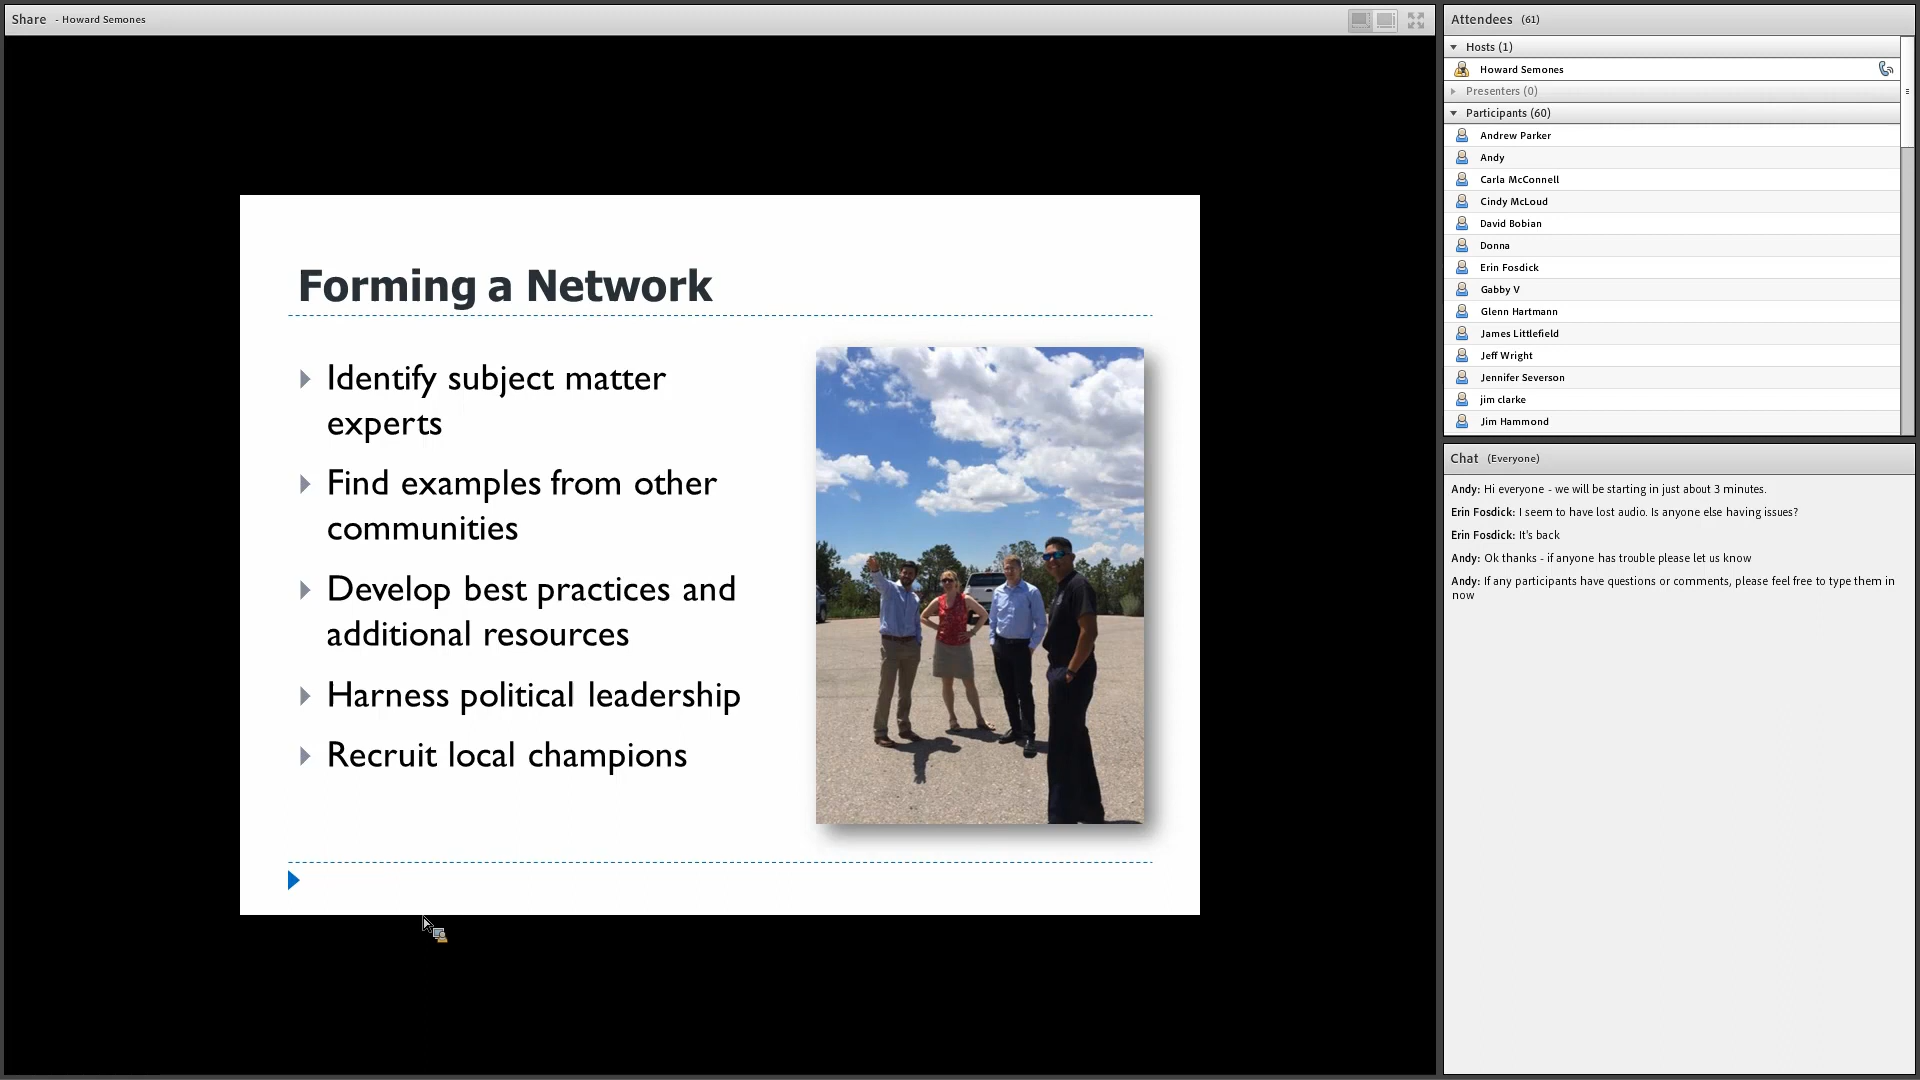 Share - Howard Semones
Forming a Network
Identify subject matter
experts
Find examples from other
communities
Develop best practices and
additional resources
Harness political leadership
Recruit local champions
Attendees (61)
Hosts (1)
Howard Semones
Presenters (0)
Participants (60)
Andrew Parker
Andy
Carla McConnell
Cindy McLoud
David Bobian
Donna
Erin Fosdick
Gabby V
Glenn Hartmann
James Littlefield
Jeff Wright
Jennifer Severson
jim clarke
Jim Hammond
Chat (Everyone)
Andy: Hi everyone - we will be starting in just about 3 minutes.
Erin Fosdick: I seem to have lost audio. Is anyone else having issues?
Erin Fosdick: It's back
Andy: Ok thanks - if anyone has trouble please let us know
Andy: If any participants have questions or comments, please feel free to type them in
now